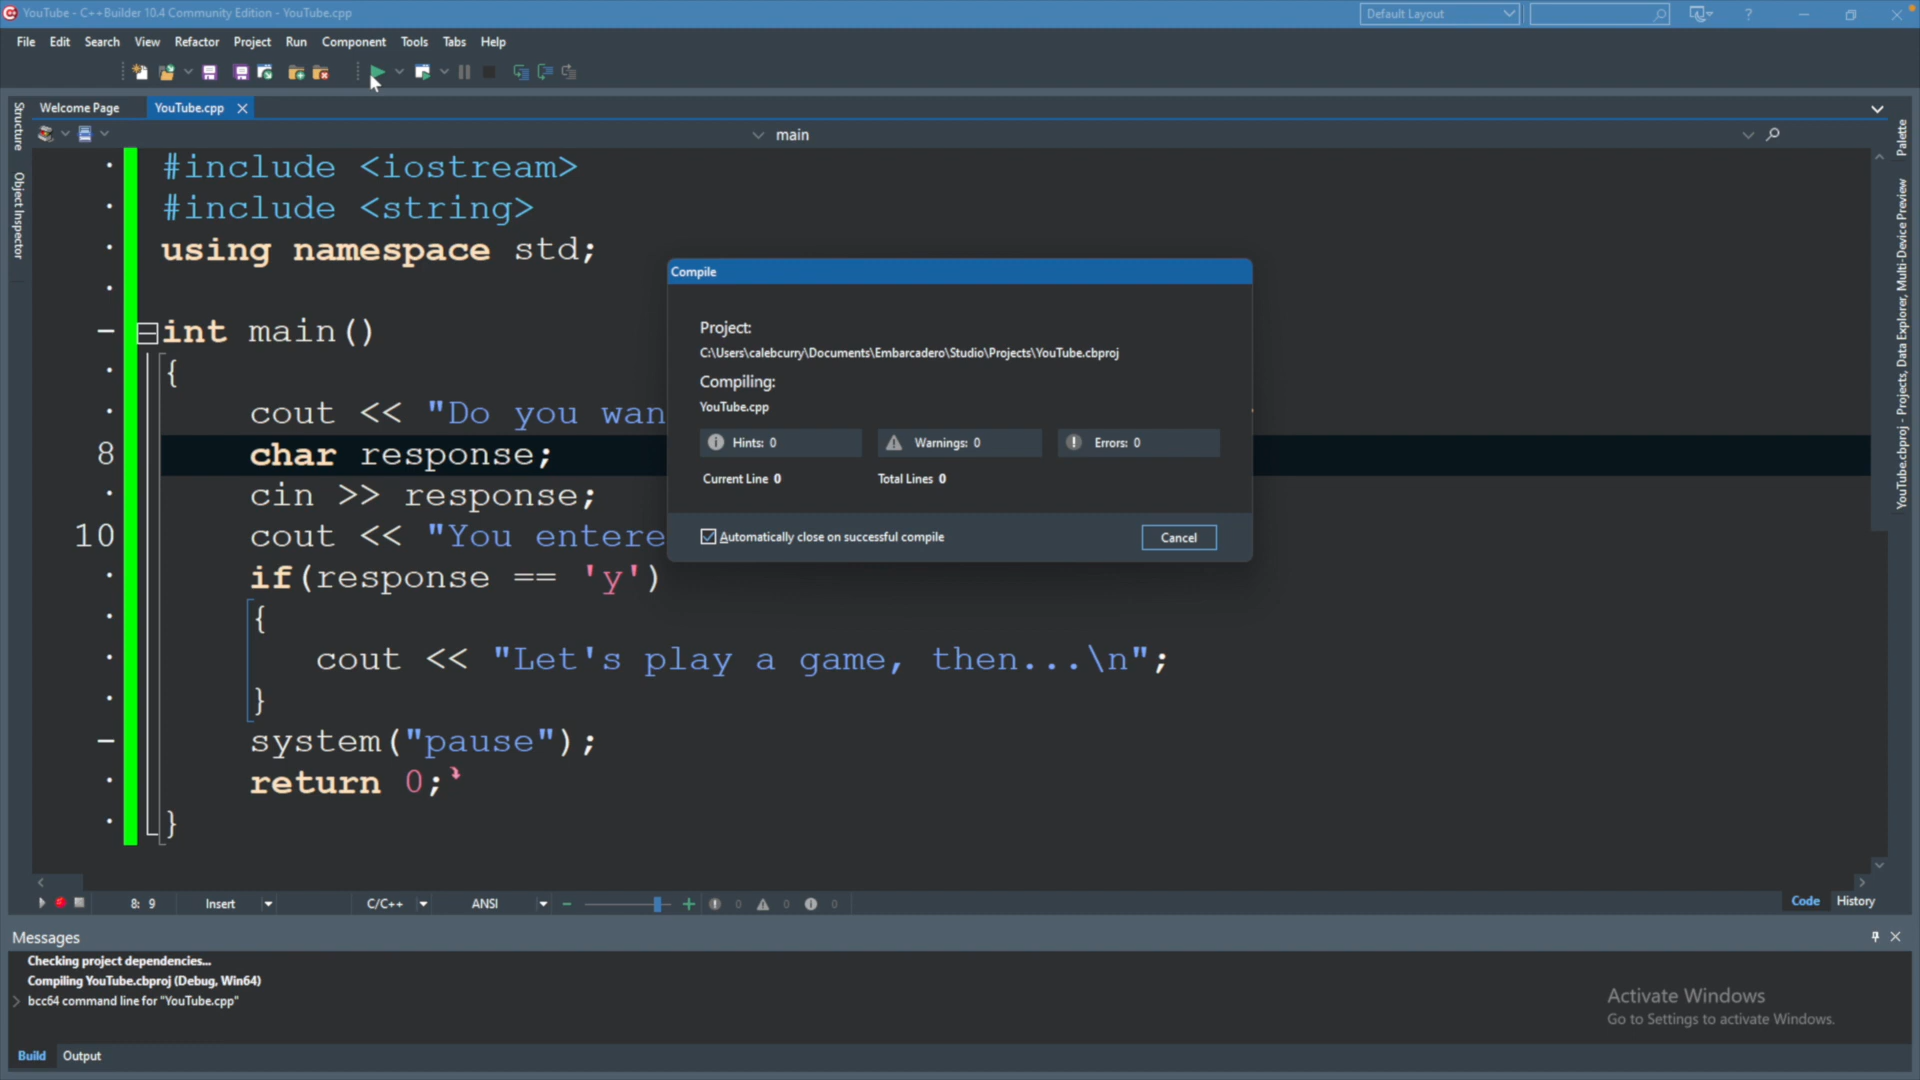 YouTube - C++Builder 10.4 Community Edition - YouTube.cpp
Default Layout
?
File Edit Search View Refactor Project Run Component Tools Tabs Help
Structure
Object Inspector
Welcome Page
YouTube.cpp
main
Palette
YouTube.cbproj - Projects, Data Explorer, Multi-Device Preview
#include <iostream>
#include <string>
using namespace std;
int main()
{
cout << "Do you wan
8 char response;
cin >> response;
10 cout << "You entere
if(response == 'y')
{
cout << "Let's play a game, then...\n";
}
system("pause");
return 0;
}
Compile
Project:
C:\Users\calebcurry\Documents\Embarcadero\Studio\Projects\YouTube.cbproj
Compiling:
YouTube.cpp
Hints: 0
Warnings: 0
Errors: 0
Current Line 0
Total Lines 0
Automatically close on successful compile
Cancel
8: 9
Insert
C/C++
ANSI
0
0
0
Code
History
Messages
Checking project dependencies...
Compiling YouTube.cbproj (Debug, Win64)
bcc64 command line for "YouTube.cpp"
Activate Windows
Go to Settings to activate Windows.
Build
Output